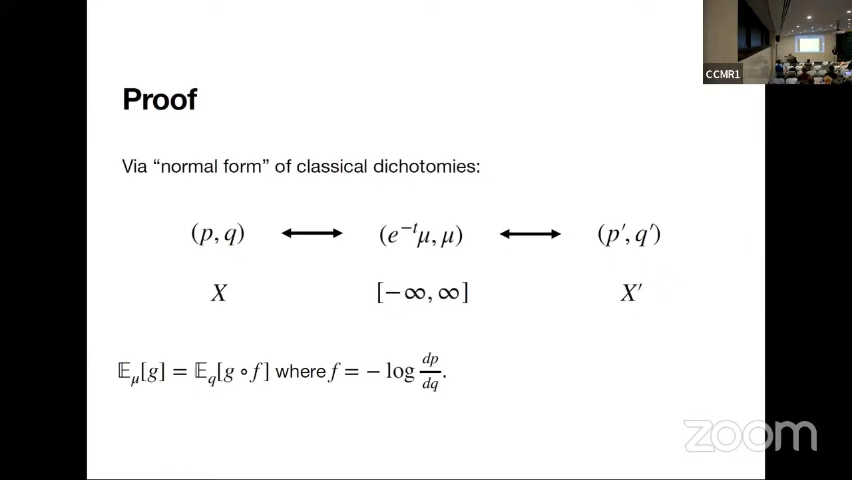 CCMR1
Proof
Via “normal form” of classical dichotomies:
(p, q) ⟷ (e⁻ᵗμ, μ) ⟷ (p′, q′)
X [−∞, ∞] X′
𝔼_μ[g] = 𝔼_q[g ∘ f] where f = − log dp/dq.
zoom